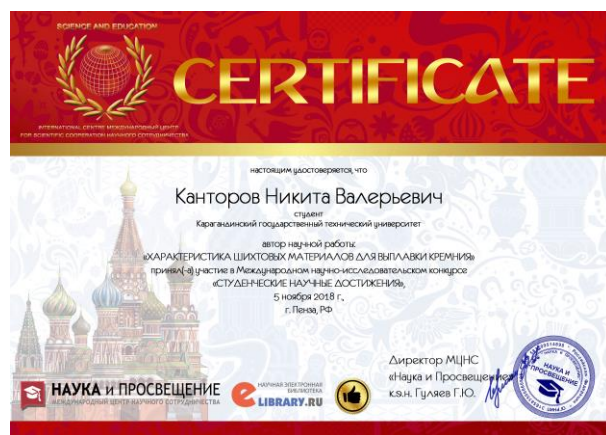 SCIENCE AND EDUCATION
CERTIFICATE
INTERNATIONAL CENTRE МЕЖДУНАРОДНЫЙ ЦЕНТР
FOR SCIENTIFIC COOPERATION НАУЧНОГО СОТРУДНИЧЕСТВА
настоящим удостоверяется, что
Канторов Никита Валерьевич
студент
Карагандинский государственный технический университет
автор научной работы:
«ХАРАКТЕРИСТИКА ШИХТОВЫХ МАТЕРИАЛОВ ДЛЯ ВЫПЛАВКИ КРЕМНИЯ»
принял(-а) участие в Международном научно-исследовательском конкурсе
«СТУДЕНЧЕСКИЕ НАУЧНЫЕ ДОСТИЖЕНИЯ»,
5 ноября 2018 г.,
г. Пенза, РФ
Директор МЦНС
«Наука и Просвещение»
к.э.н. Гуляев Г.Ю.
НАУКА И ПРОСВЕЩЕНИЕ
НАУКА И ПРОСВЕЩЕНИЕ
МЕЖДУНАРОДНЫЙ ЦЕНТР НАУЧНОГО СОТРУДНИЧЕСТВА
НАУЧНАЯ ЭЛЕКТРОННАЯ
БИБЛИОТЕКА
LIBRARY.RU